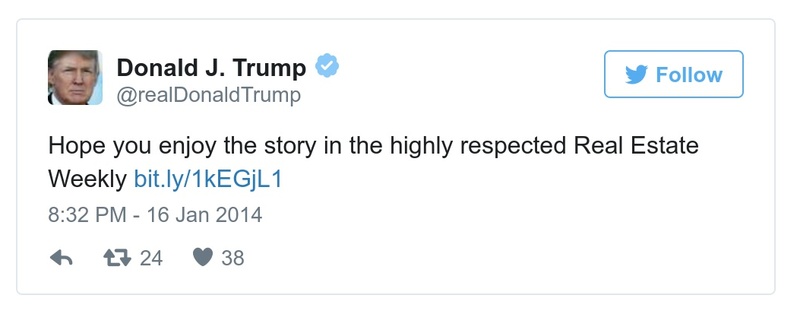 Donald J. Trump
@realDonaldTrump
Follow
Hope you enjoy the story in the highly respected Real Estate
Weekly bit.ly/1kEGjL1
8:32 PM - 16 Jan 2014
24 38